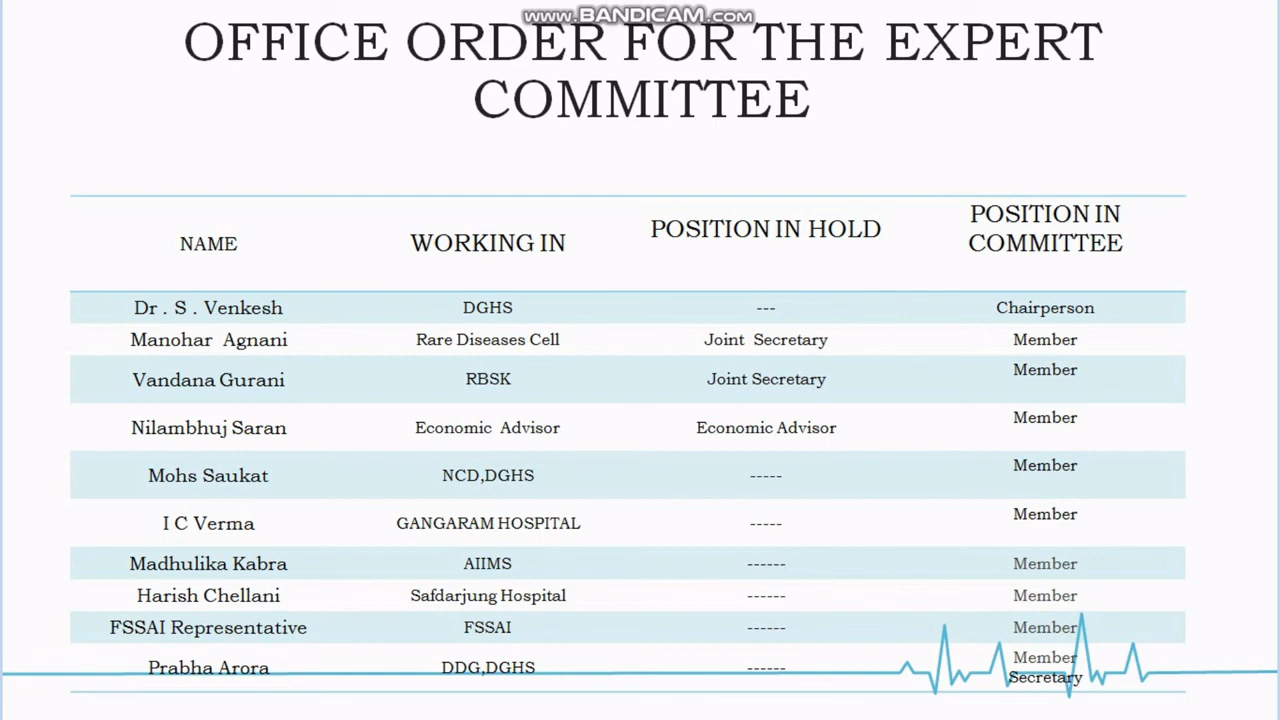 www.BANDICAM.com
OFFICE ORDER FOR THE EXPERT
COMMITTEE
NAME WORKING IN POSITION IN HOLD POSITION IN COMMITTEE
Dr . S . Venkesh DGHS --- Chairperson
Manohar Agnani Rare Diseases Cell Joint Secretary Member
Vandana Gurani RBSK Joint Secretary Member
Nilambhuj Saran Economic Advisor Economic Advisor Member
Mohs Saukat NCD,DGHS ----- Member
I C Verma GANGARAM HOSPITAL ----- Member
Madhulika Kabra AIIMS ------ Member
Harish Chellani Safdarjung Hospital ------ Member
FSSAI Representative FSSAI ------ Member
Prabha Arora DDG,DGHS ------ Member Secretary